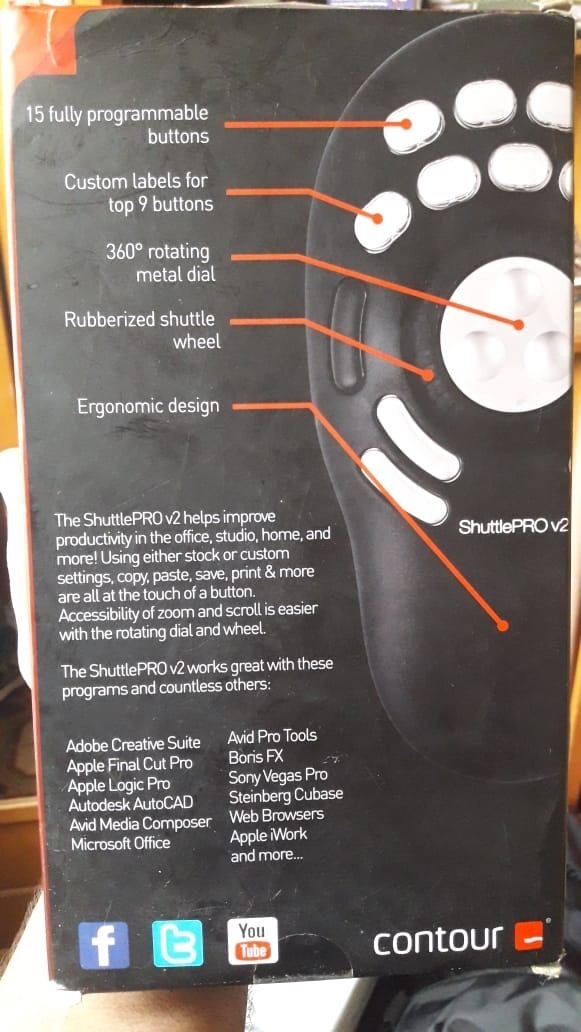 15 fully programmable
buttons
Custom labels for
top 9 buttons
360° rotating
metal dial
Rubberized shuttle
wheel
Ergonomic design
ShuttlePRO v2
The ShuttlePRO v2 helps improve
productivity in the office, studio, home, and
more! Using either stock or custom
settings, copy, paste, save, print & more
are all at the touch of a button.
Accessibility of zoom and scroll is easier
with the rotating dial and wheel.
The ShuttlePRO v2 works great with these
programs and countless others:
Adobe Creative Suite
Apple Final Cut Pro
Apple Logic Pro
Autodesk AutoCAD
Avid Media Composer
Microsoft Office
Avid Pro Tools
Boris FX
Sony Vegas Pro
Steinberg Cubase
Web Browsers
Apple iWork
and more...
f
t
You
Tube
contour